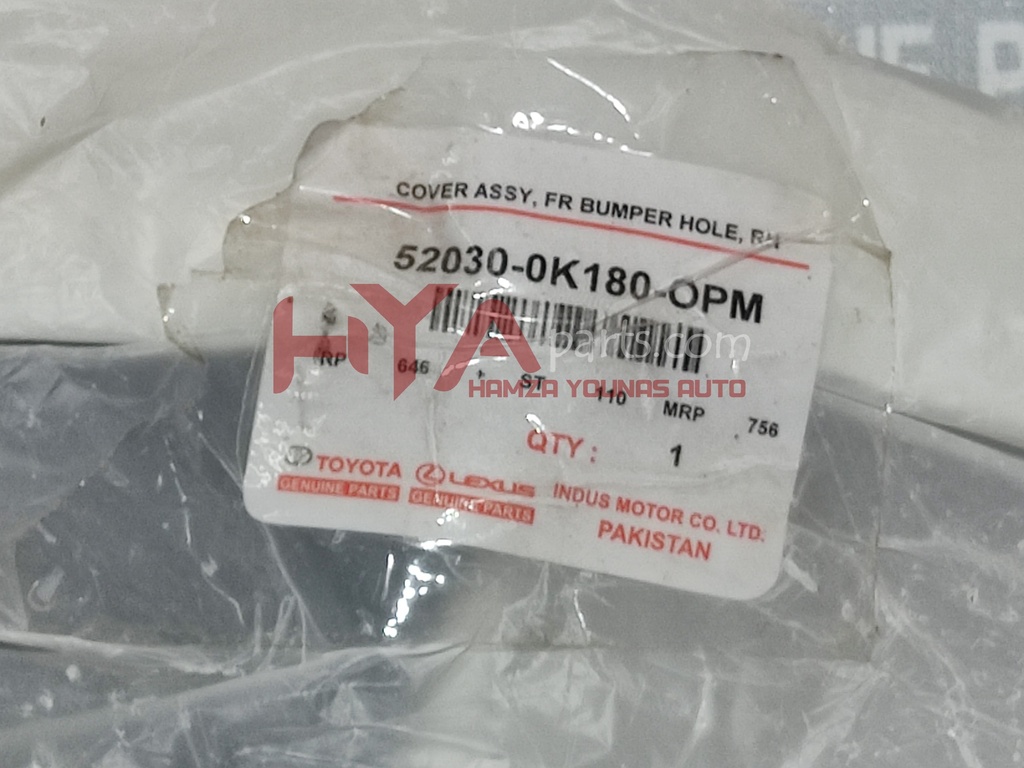 NE P
COVER ASSY, FR BUMPER HOLE, RH
52030-0K180-OPM
HYA parts.com
RP 646 + ST 110 MRP 756
HAMZA YOUNAS AUTO
QTY : 1
TOYOTA LEXUS INDUS MOTOR CO. LTD.
GENUINE PARTS GENUINE PARTS PAKISTAN